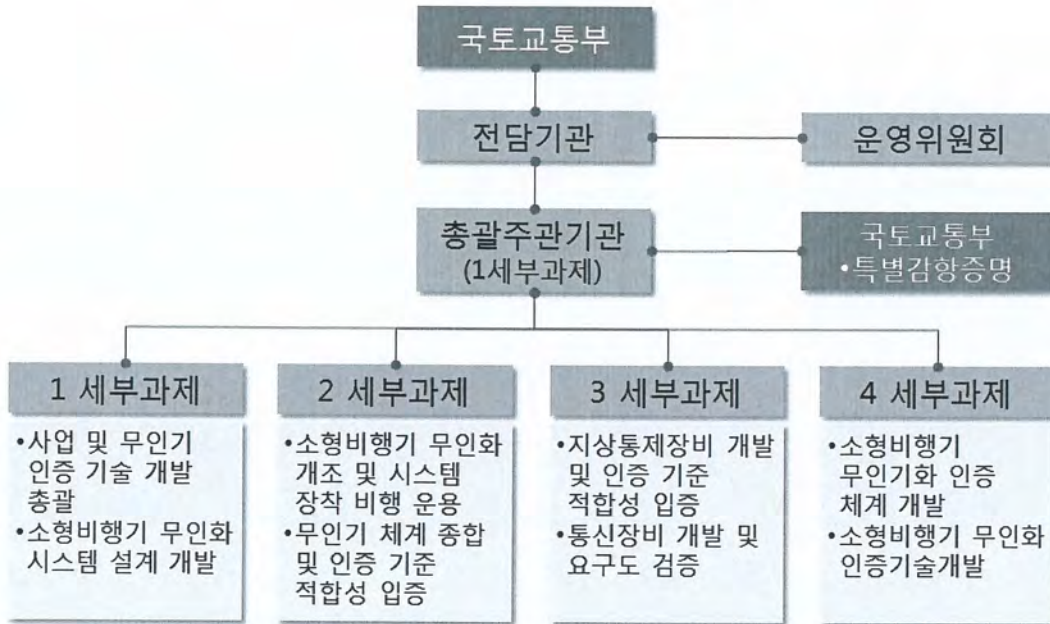 국토교통부
전담기관
운영위원회
총괄주관기관
(1세부과제)
국토교통부
•특별감항증명
1 세부과제
•사업 및 무인기
인증 기술 개발
총괄
•소형비행기 무인화
시스템 설계 개발
2 세부과제
•소형비행기 무인화
개조 및 시스템
장착 비행 운용
•무인기 체계 종합
및 인증 기준
적합성 입증
3 세부과제
•지상통제장비 개발
및 인증 기준
적합성 입증
•통신장비 개발 및
요구도 검증
4 세부과제
•소형비행기
무인기화 인증
체계 개발
•소형비행기 무인화
인증기술개발